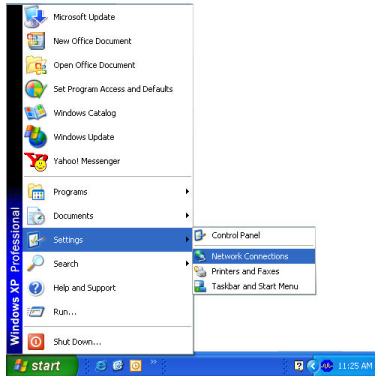 Microsoft Update
New Office Document
Open Office Document
Set Program Access and Defaults
Windows Catalog
Windows Update
Yahoo! Messenger
Programs
Documents
Settings
Search
Help and Support
Run...
Shut Down...
Windows XP Professional
Control Panel
Network Connections
Printers and Faxes
Taskbar and Start Menu
start
11:25 AM